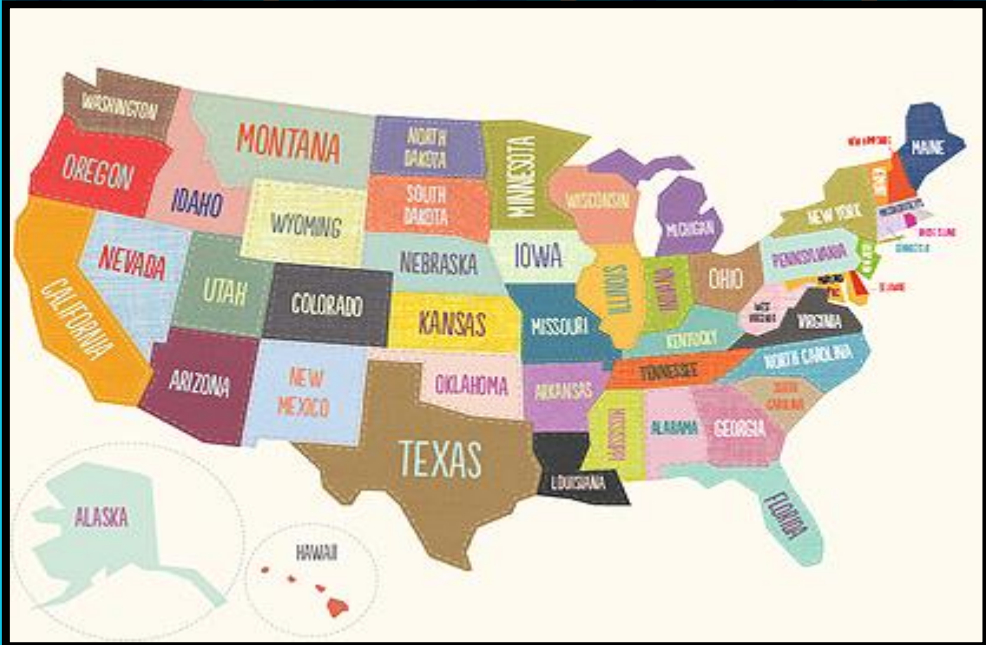 WASHINGTON
OREGON
CALIFORNIA
NEVADA
IDAHO
MONTANA
WYOMING
UTAH
COLORADO
ARIZONA
NEW
MEXICO
NORTH
DAKOTA
SOUTH
DAKOTA
NEBRASKA
KANSAS
OKLAHOMA
TEXAS
MINNESOTA
IOWA
MISSOURI
ARKANSAS
LOUISIANA
WISCONSIN
ILLINOIS
MICHIGAN
INDIANA
OHIO
KENTUCKY
TENNESSEE
MISSISSIPPI
ALABAMA
GEORGIA
FLORIDA
SOUTH
CAROLINA
NORTH CAROLINA
VIRGINIA
WEST
VIRGINIA
PENNSYLVANIA
NEW YORK
MAINE
ALASKA
HAWAII